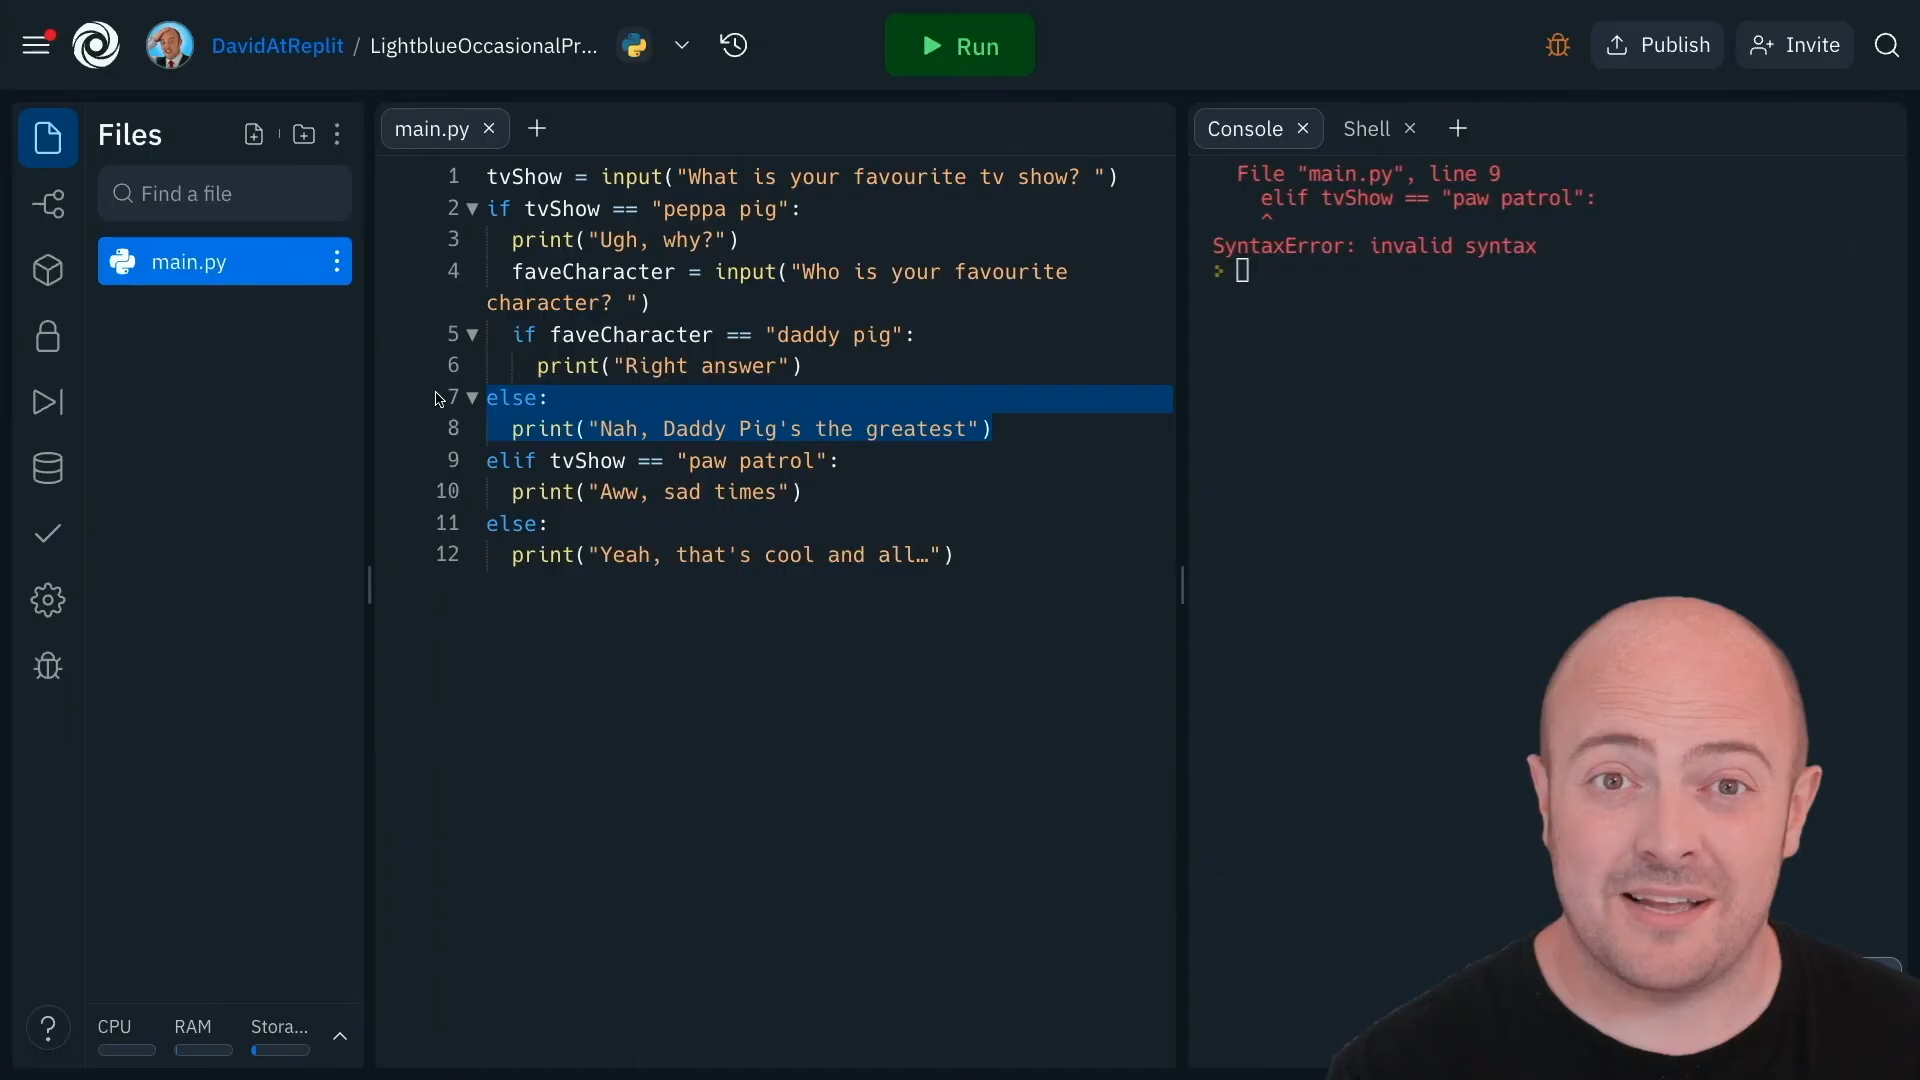 DavidAtReplit / LightblueOccasionalPr...
Run
Publish
Invite
Files
Find a file
main.py
CPU
RAM
Stora...
main.py
1 tvShow = input("What is your favourite tv show? ")
2 if tvShow == "peppa pig":
3 print("Ugh, why?")
4 faveCharacter = input("Who is your favourite
character? ")
5 if faveCharacter == "daddy pig":
6 print("Right answer")
7 else:
8 print("Nah, Daddy Pig's the greatest")
9 elif tvShow == "paw patrol":
10 print("Aww, sad times")
11 else:
12 print("Yeah, that's cool and all…")
Console
Shell
File "main.py", line 9
elif tvShow == "paw patrol":
^
SyntaxError: invalid syntax